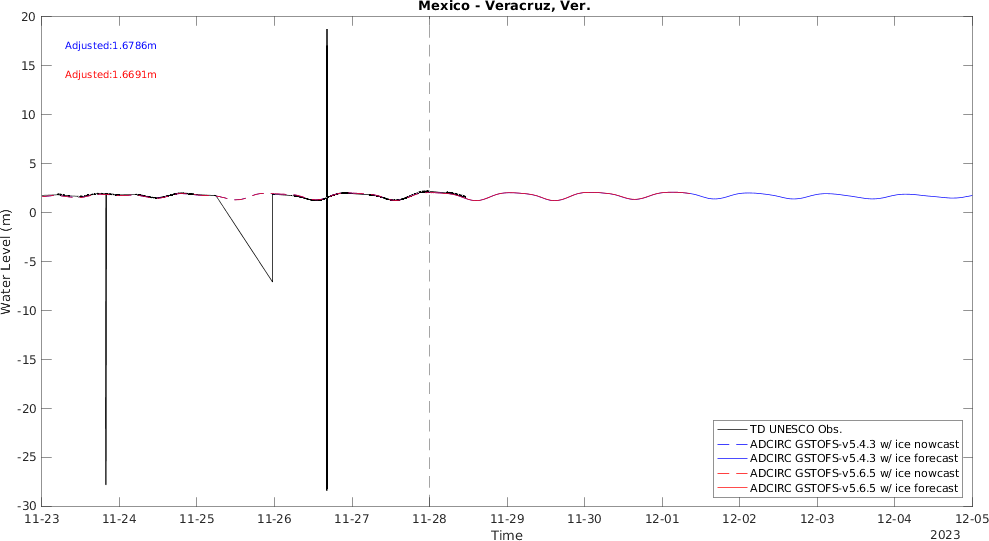 Mexico - Veracruz, Ver.
Adjusted:1.6786m
Adjusted:1.6691m
20
15
10
5
0
-5
-10
-15
-20
-25
-30
Water Level (m)
TD UNESCO Obs.
ADCIRC GSTOFS-v5.4.3 w/ ice nowcast
ADCIRC GSTOFS-v5.4.3 w/ ice forecast
ADCIRC GSTOFS-v5.6.5 w/ ice nowcast
ADCIRC GSTOFS-v5.6.5 w/ ice forecast
11-23 11-24 11-25 11-26 11-27 11-28 11-29 11-30 12-01 12-02 12-03 12-04 12-05
Time
2023